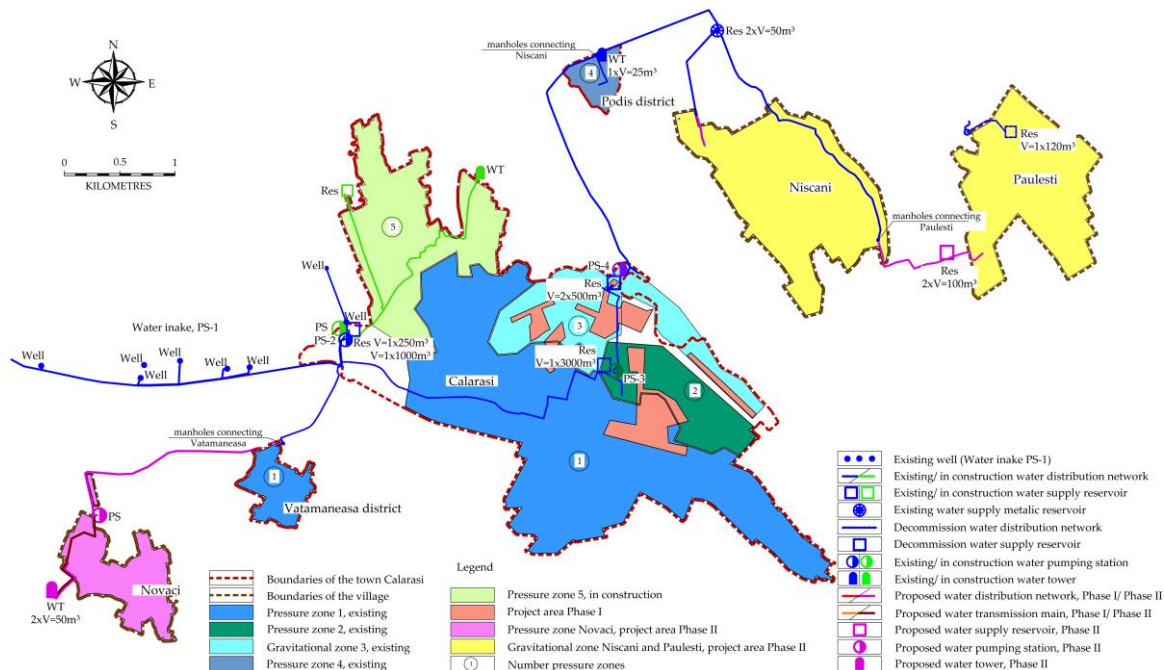 N
W
E
S
0
0.5
1
KILOMETRES
manholes connecting
Niscani
WT
1xV=25m³
4
Podis district
Res 2xV=50m³
Res
V=1x120m³
Paulesti
Niscani
manholes connecting
Paulesti
Res
2xV=100m³
WT
Res
5
PS-4
Res
V=2x500m³
3
Well
Well
PS
PS-2
Res V=1x250m³
V=1x1000m³
Water inake, PS-1
Well
Well
Well
Well
Well
Well
Calarasi
Res
V=1x3000m³
PS-3
2
1
manholes connecting
Vatamaneasa
1
Vatamaneasa district
PS
Novaci
WT
2xV=50m³
Legend
Boundaries of the town Calarasi
Boundaries of the village
Pressure zone 1, existing
Pressure zone 2, existing
Gravitational zone 3, existing
Pressure zone 4, existing
Pressure zone 5, in construction
Project area Phase I
Pressure zone Novaci, project area Phase II
Gravitational zone Niscani and Paulesti, project area Phase II
1 Number pressure zones
Existing well (Water inake PS-1)
Existing/ in construction water distribution network
Existing/ in construction water supply reservoir
Existing water supply metalic reservoir
Decommission water distribution network
Decommission water supply reservoir
Existing/ in construction water pumping station
Existing/ in construction water tower
Proposed water distribution network, Phase I/ Phase II
Proposed water transmission main, Phase I/ Phase II
Proposed water supply reservoir, Phase II
Proposed water pumping station, Phase II
Proposed water tower, Phase II